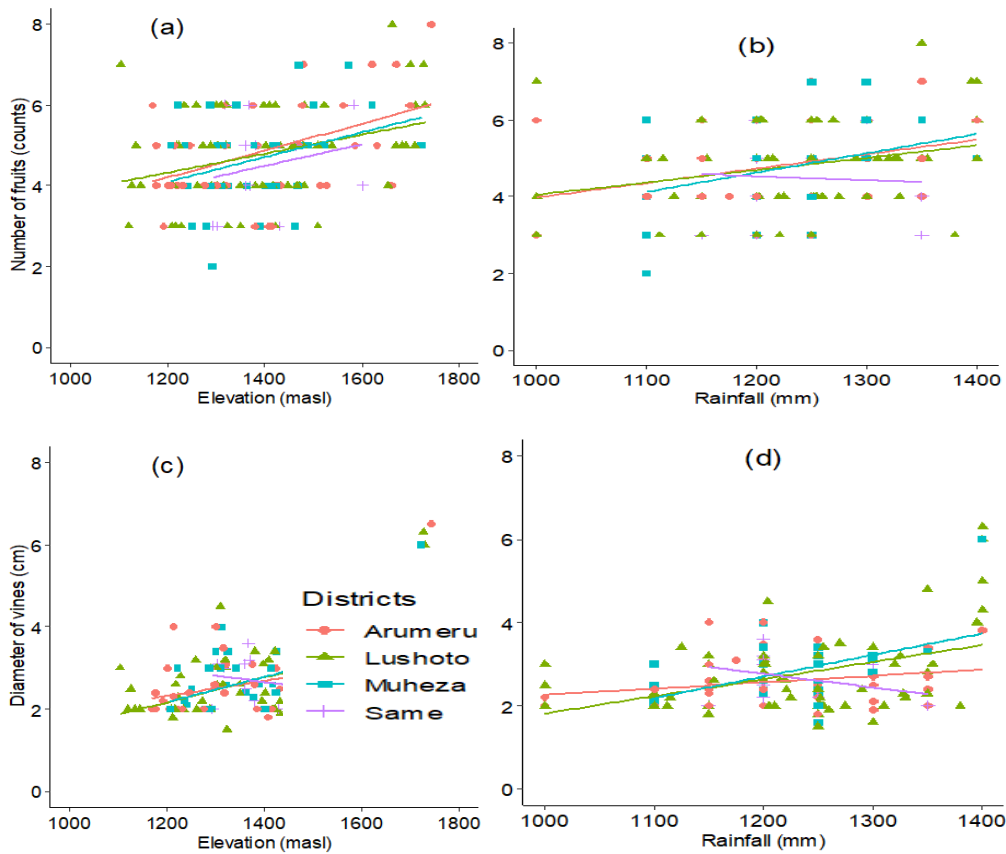 (a)
Number of fruits (counts)
8
6
4
2
0
1000 1200 1400 1600 1800
Elevation (masl)
(b)
8
6
4
2
0
1000 1100 1200 1300 1400
Rainfall (mm)
(c)
Diameter of vines (cm)
8
6
4
2
0
Districts
Arumeru
Lushoto
Muheza
Same
1000 1200 1400 1600 1800
Elevation (masl)
(d)
8
6
4
2
0
1000 1100 1200 1300 1400
Rainfall (mm)